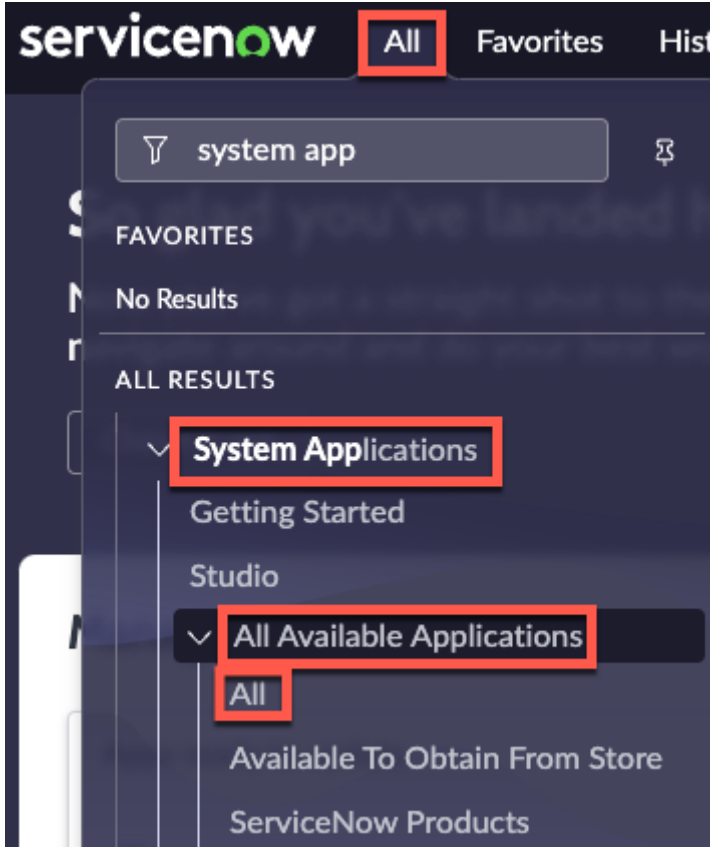 servicenow All Favorites Hist
system app
FAVORITES
No Results
ALL RESULTS
System Applications
Getting Started
Studio
All Available Applications
All
Available To Obtain From Store
ServiceNow Products